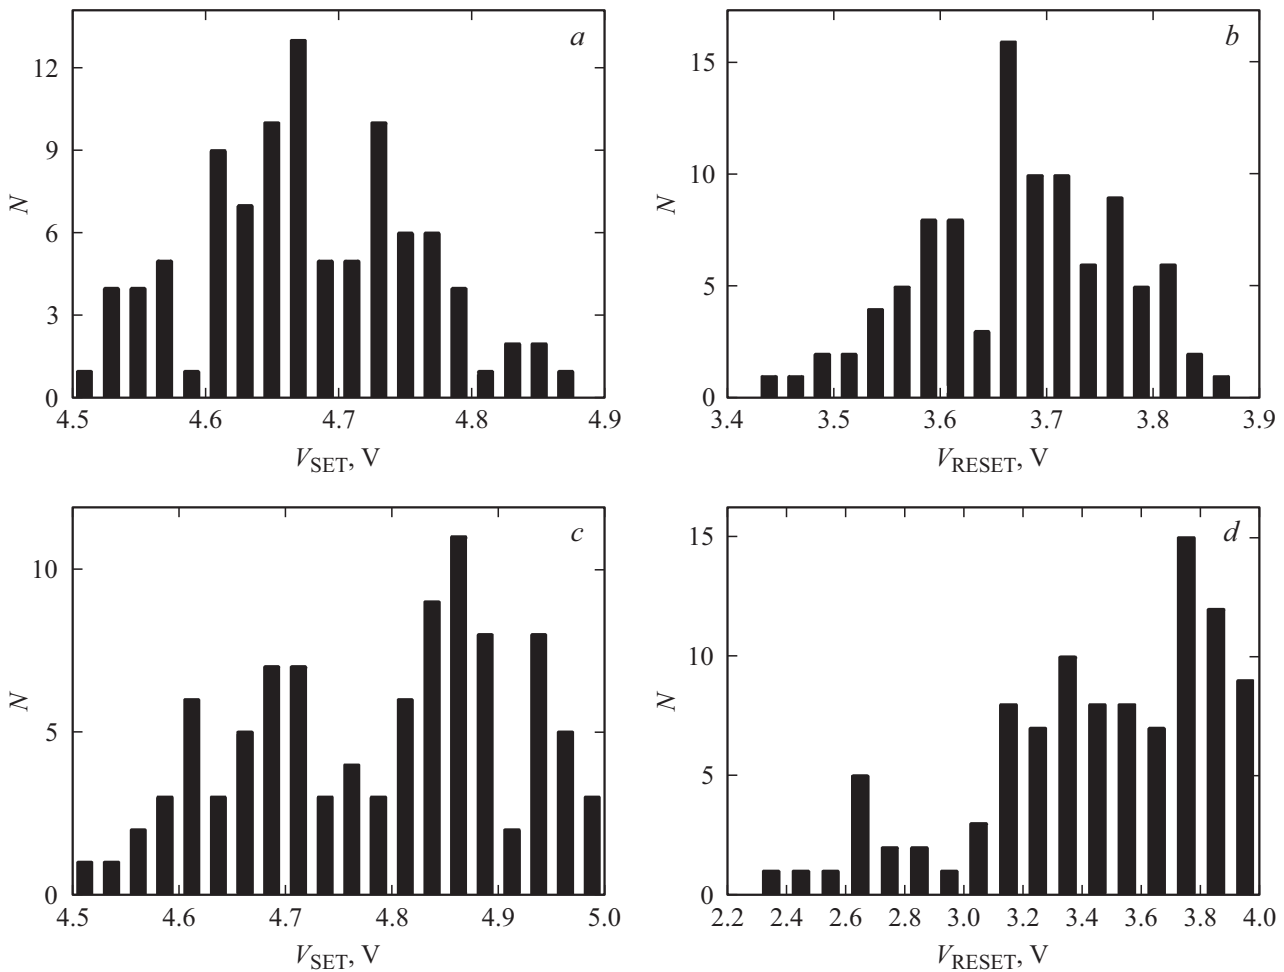 a
12
9
6
3
0
N
4.5 4.6 4.7 4.8 4.9
V_SET, V
b
15
10
5
0
N
3.4 3.5 3.6 3.7 3.8 3.9
V_RESET, V
c
10
5
0
N
4.5 4.6 4.7 4.8 4.9 5.0
V_SET, V
d
15
10
5
0
N
2.2 2.4 2.6 2.8 3.0 3.2 3.4 3.6 3.8 4.0
V_RESET, V